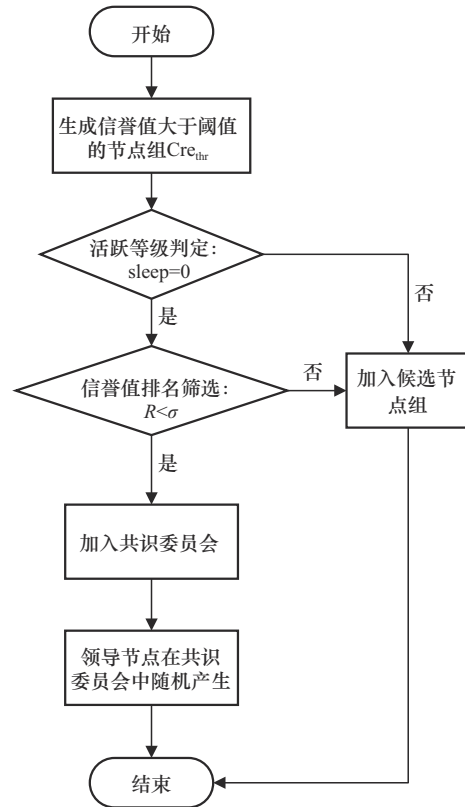 开始
生成信誉值大于阈值
的节点组Cre_thr
活跃等级判定：
sleep=0
否
是
信誉值排名筛选：
R<σ
否
加入候选节
点组
是
加入共识委员会
领导节点在共识
委员会中随机产生
结束